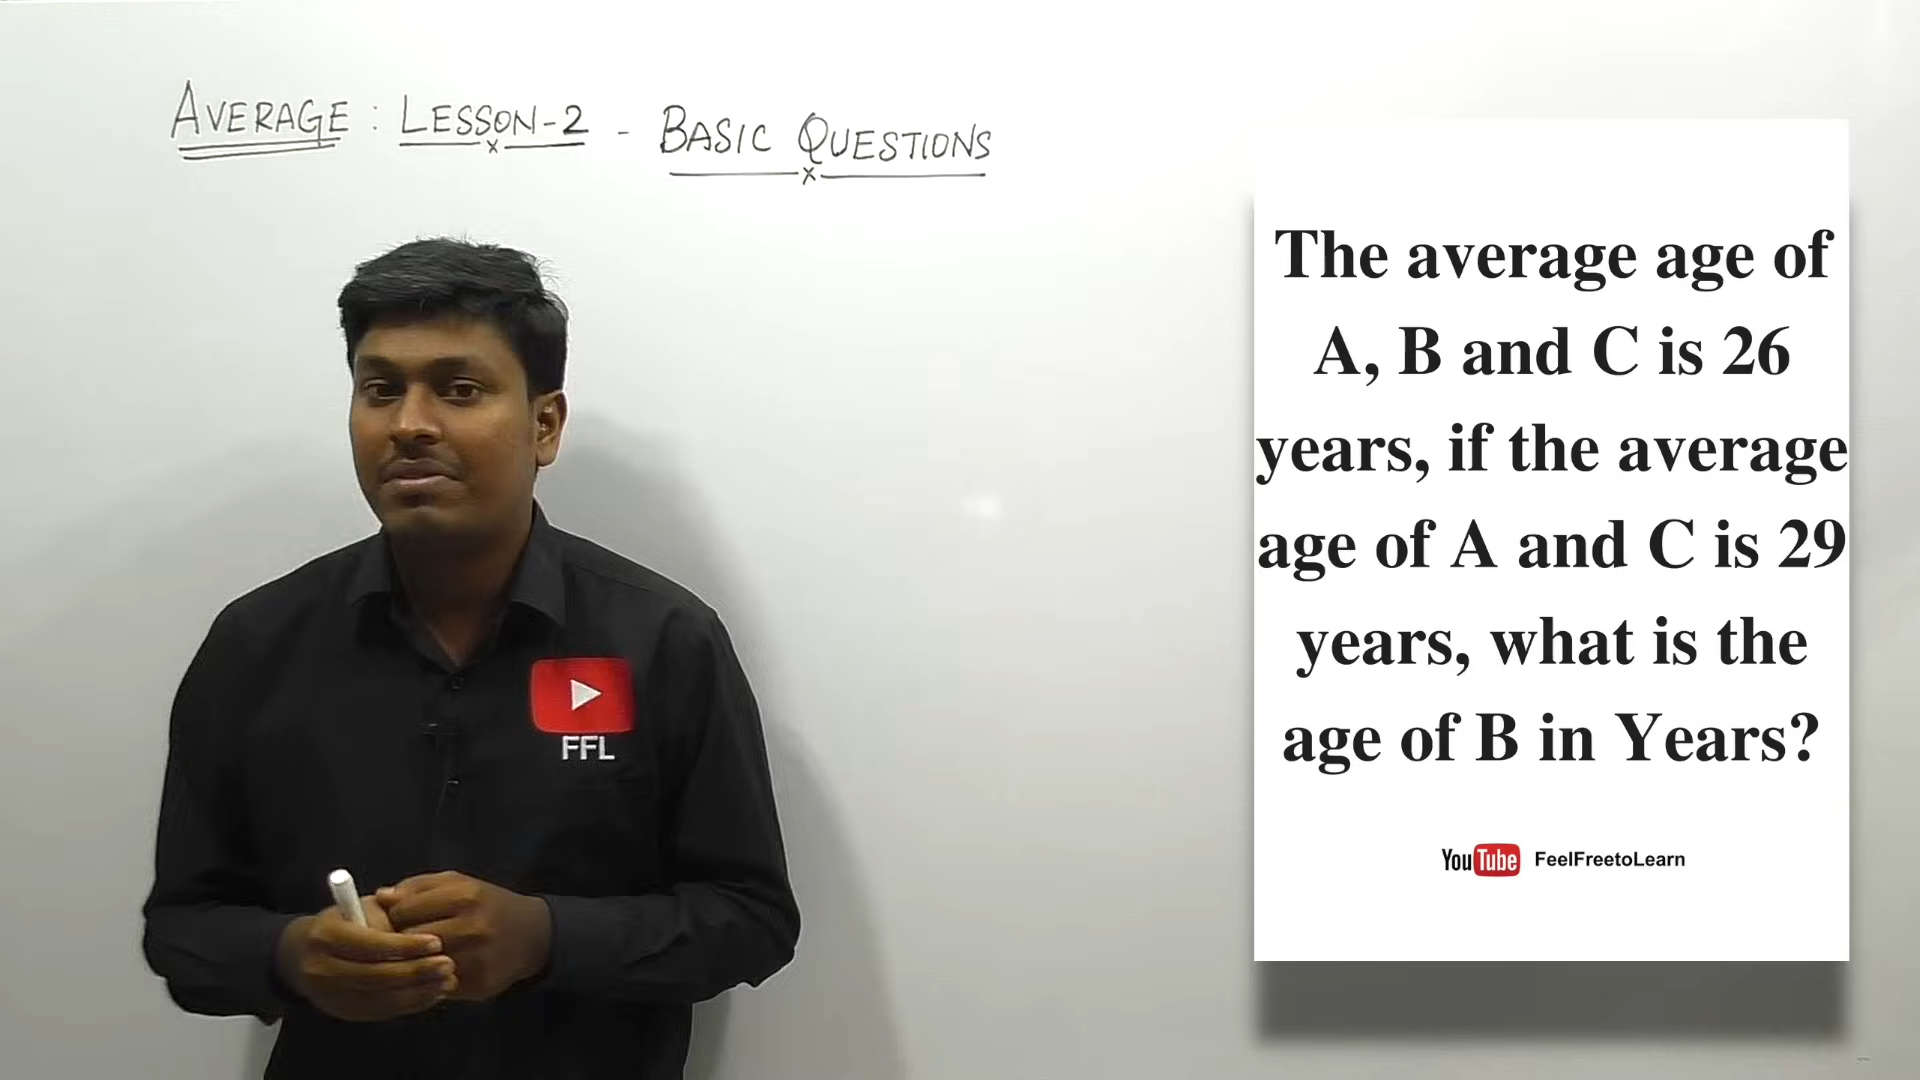 AVERAGE : LESSON-2 - BASIC QUESTIONS
The average age of
A, B and C is 26
years, if the average
age of A and C is 29
years, what is the
age of B in Years?
YouTube FeelFreetoLearn
FFL